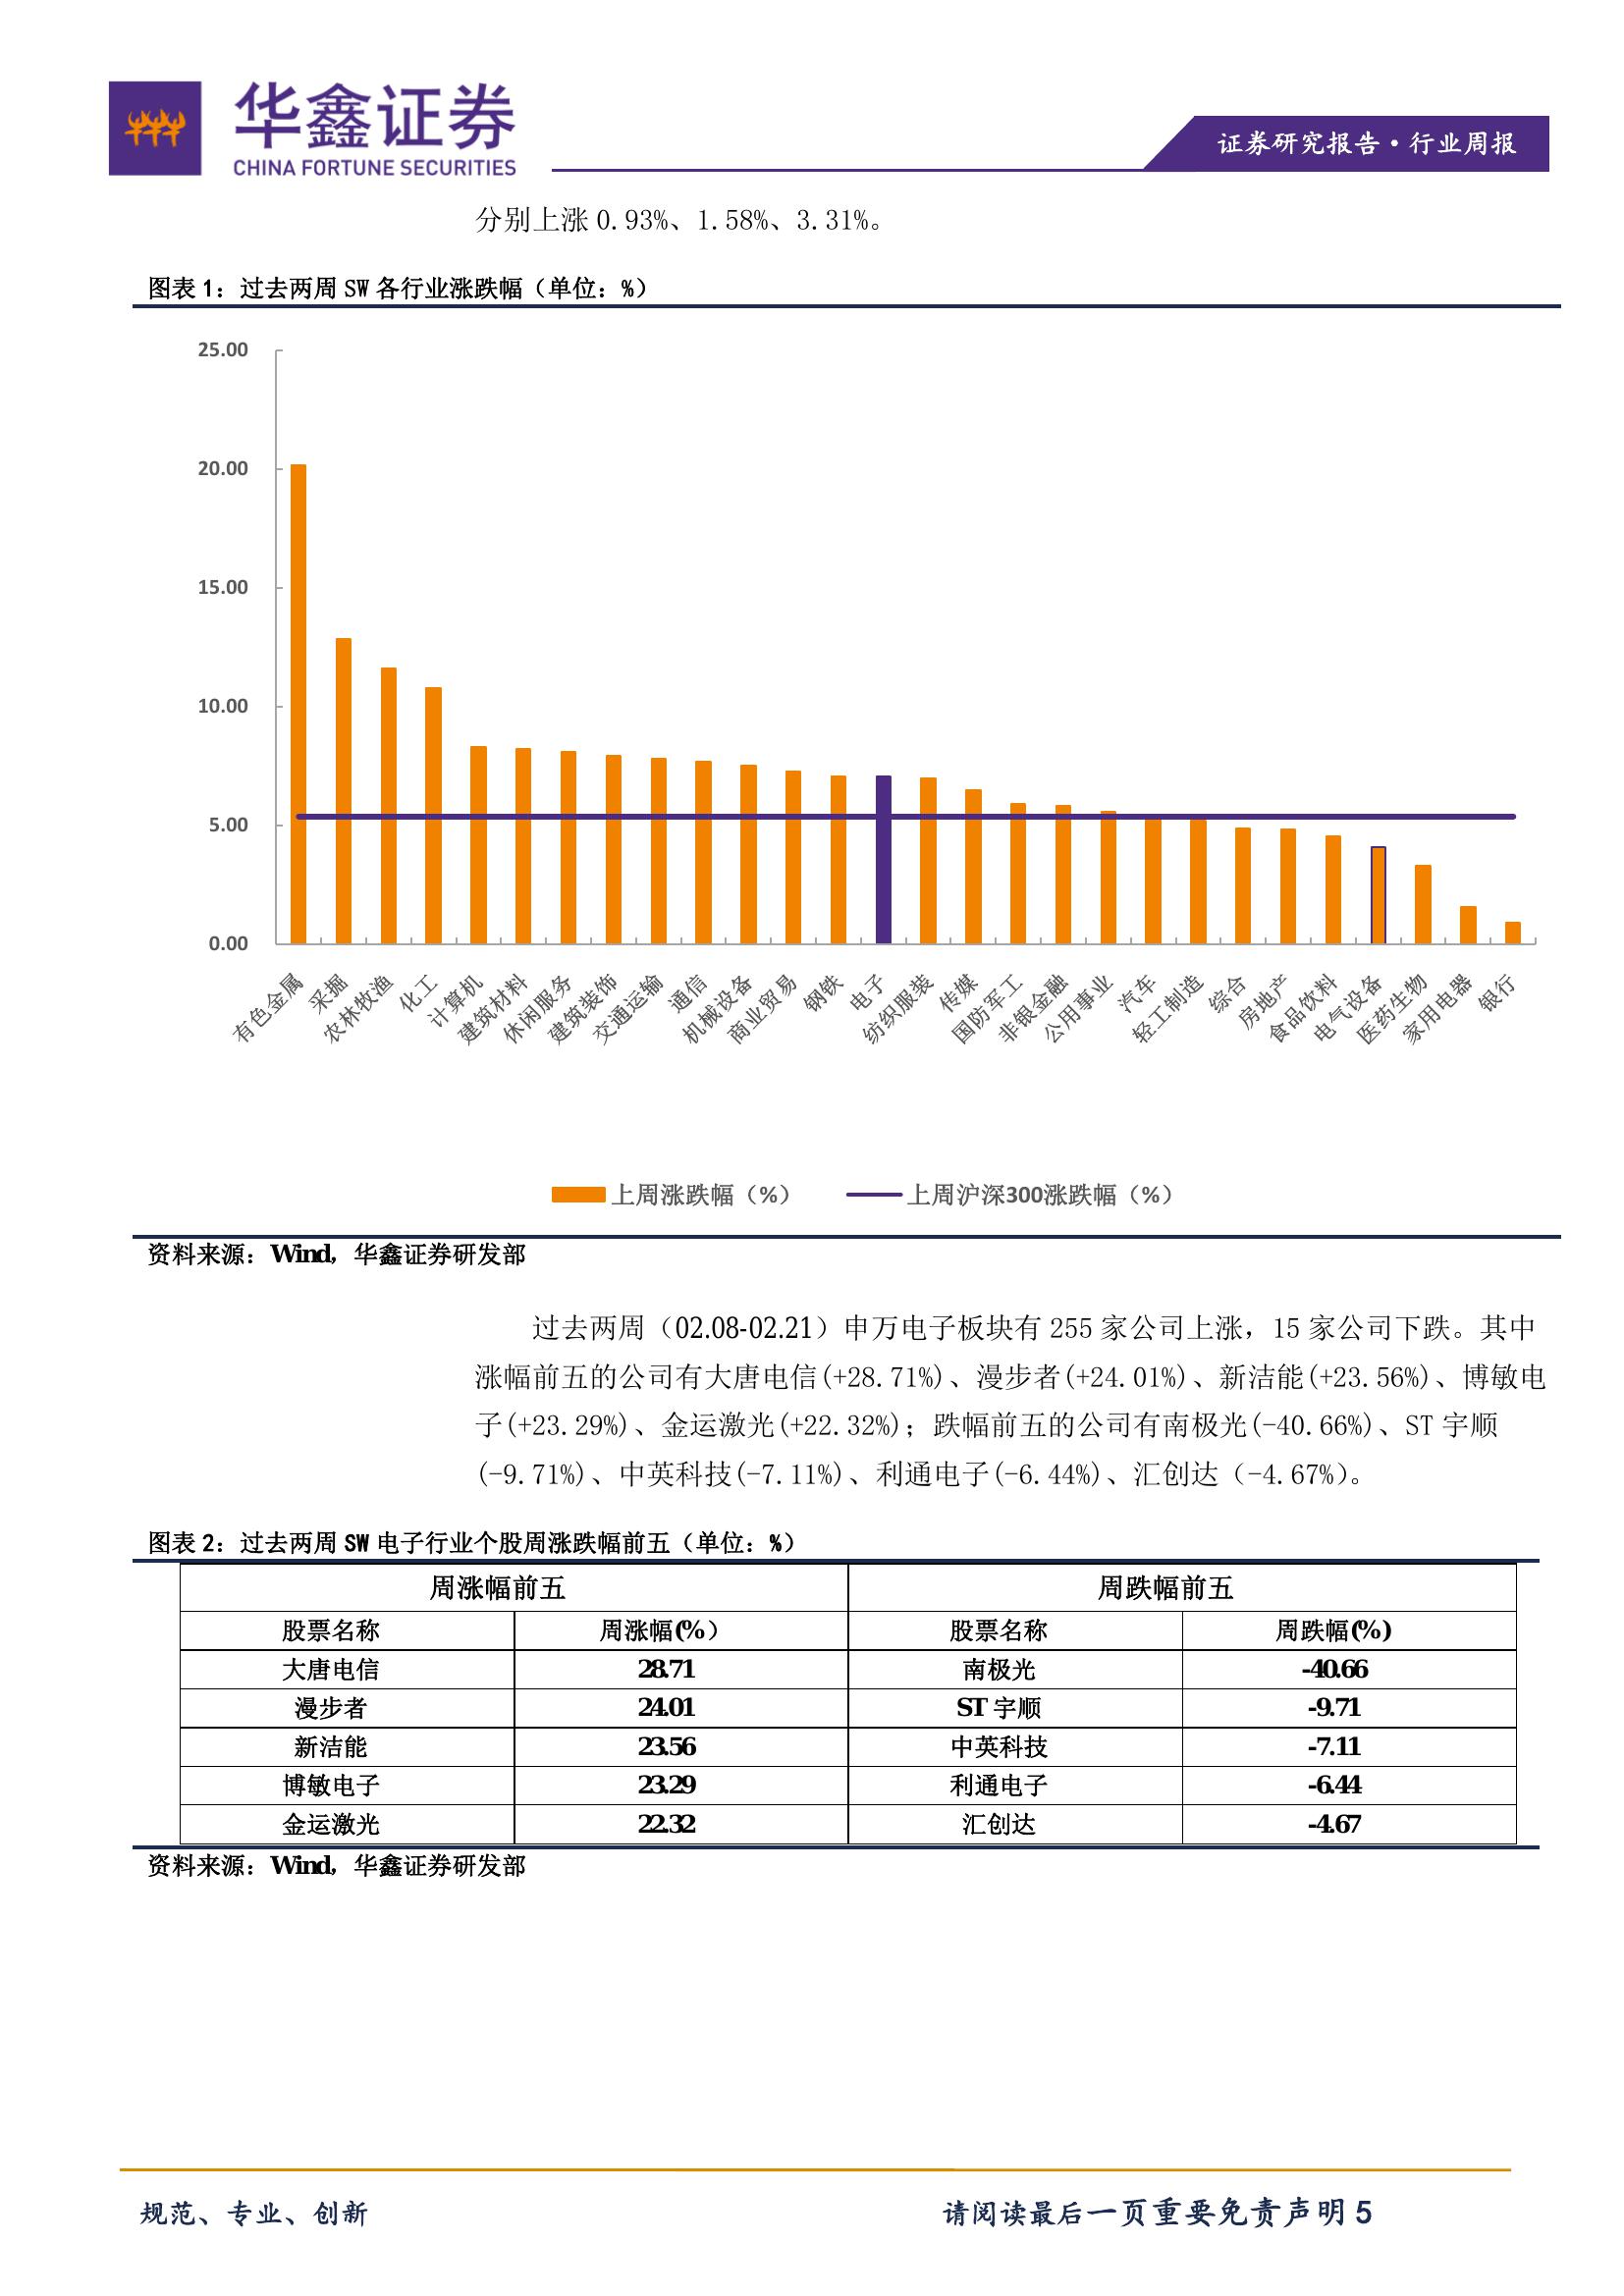 华鑫证券
CHINA FORTUNE SECURITIES
证券研究报告·行业周报
分别上涨 0.93%、1.58%、3.31%。
图表 1：过去两周 SW 各行业涨跌幅（单位：%）
25.00
20.00
15.00
10.00
5.00
0.00
有色金属
采掘
农林牧渔
化工
计算机
建筑材料
休闲服务
建筑装饰
交通运输
通信
机械设备
商业贸易
钢铁
电子
纺织服装
传媒
国防军工
非银金融
公用事业
汽车
轻工制造
综合
房地产
食品饮料
电气设备
医药生物
家用电器
银行
上周涨跌幅（%） 上周沪深300涨跌幅（%）
资料来源：Wind，华鑫证券研发部
过去两周（02.08-02.21）申万电子板块有 255 家公司上涨，15 家公司下跌。其中
涨幅前五的公司有大唐电信(+28.71%)、漫步者(+24.01%)、新洁能(+23.56%)、博敏电
子(+23.29%)、金运激光(+22.32%)；跌幅前五的公司有南极光(-40.66%)、ST 宇顺
(-9.71%)、中英科技(-7.11%)、利通电子(-6.44%)、汇创达（-4.67%）。
图表 2：过去两周 SW 电子行业个股周涨跌幅前五（单位：%）
周涨幅前五 周跌幅前五
股票名称 周涨幅(%） 股票名称 周跌幅(%)
大唐电信 28.71 南极光 -40.66
漫步者 24.01 ST 宇顺 -9.71
新洁能 23.56 中英科技 -7.11
博敏电子 23.29 利通电子 -6.44
金运激光 22.32 汇创达 -4.67
资料来源：Wind，华鑫证券研发部
规范、专业、创新 请阅读最后一页重要免责声明 5